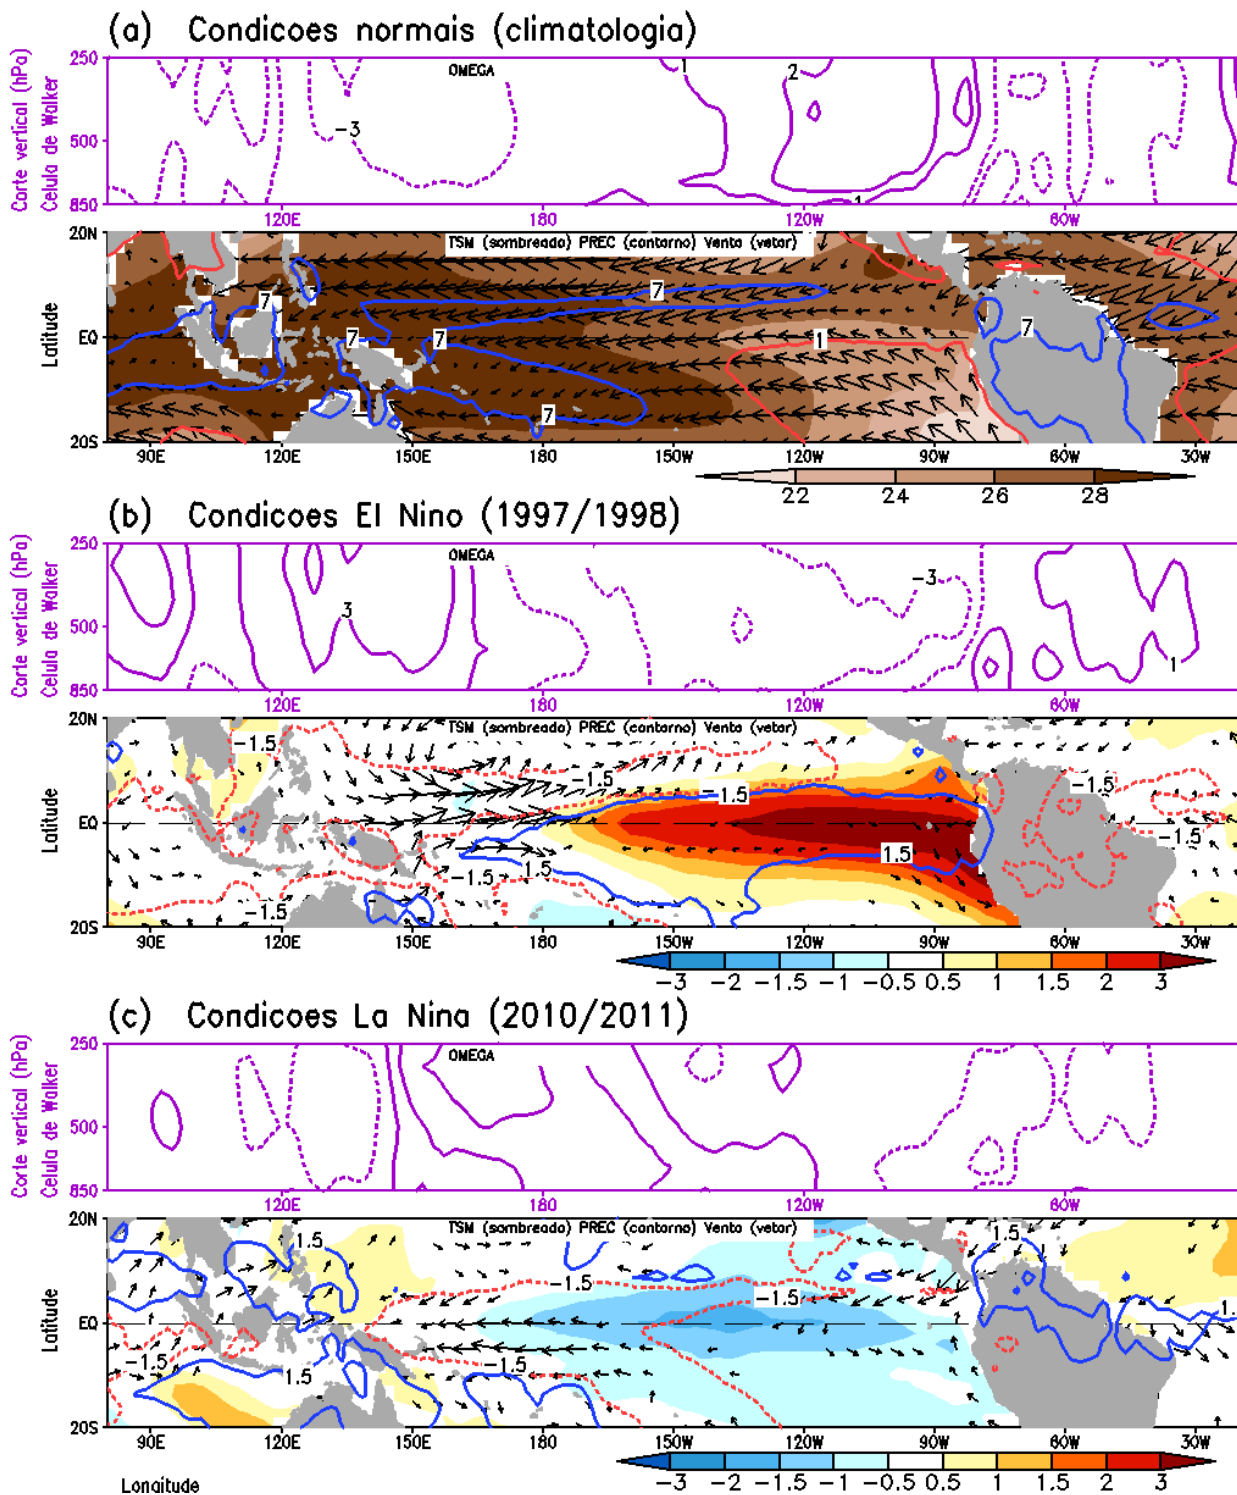 (a) Condicoes normais (climatologia)
Corte vertical (hPa)
Celula de Walker
250
500
850
OMEGA
-3
1
2
1
120E 180 120W 60W
TSM (sombreado) PREC (contorno) Vento (vetor)
Latitude
20N
EQ
20S
7
7
7
7
7
7
1
90E 120E 150E 180 150W 120W 90W 60W 30W
22 24 26 28
(b) Condicoes El Nino (1997/1998)
Corte vertical (hPa)
Celula de Walker
250
500
850
OMEGA
3
-3
1
120E 180 120W 60W
TSM (sombreado) PREC (contorno) Vento (vetor)
Latitude
20N
EQ
20S
-1.5
-1.5
-1.5
-1.5
-1.5
1.5
-1.5
1.5
-1.5
90E 120E 150E 180 150W 120W 90W 60W 30W
-3 -2 -1.5 -1 -0.5 0.5 1 1.5 2 3
(c) Condicoes La Nina (2010/2011)
Corte vertical (hPa)
Celula de Walker
250
500
850
OMEGA
120E 180 120W 60W
TSM (sombreado) PREC (contorno) Vento (vetor)
Latitude
20N
EQ
20S
1.5
1.5
-1.5
-1.5
1.
-1.5
1.5
-1.5
90E 120E 150E 180 150W 120W 90W 60W 30W
-3 -2 -1.5 -1 -0.5 0.5 1 1.5 2 3
Longitude